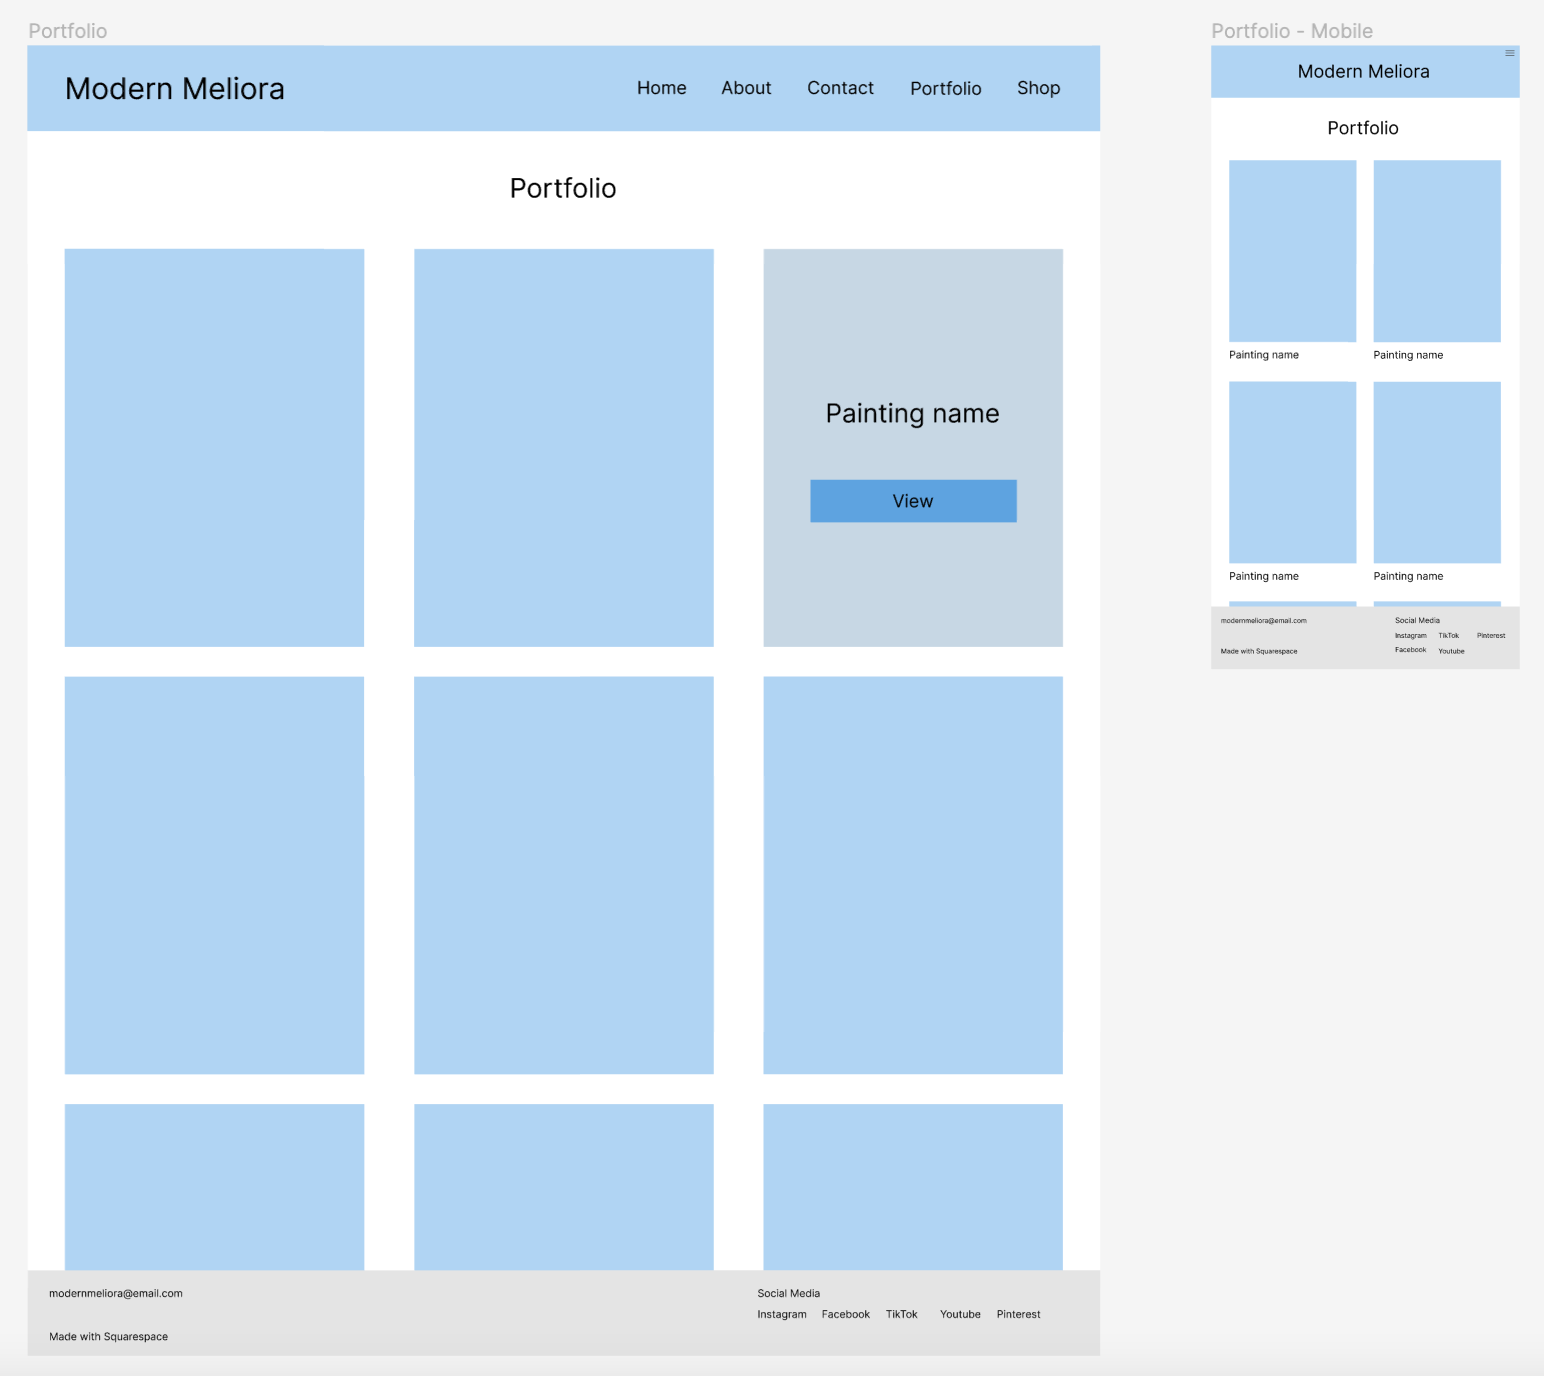 Portfolio
Modern Meliora
Home About Contact Portfolio Shop
Portfolio
Painting name
View
modernmeliora@email.com
Made with Squarespace
Social Media
Instagram Facebook TikTok Youtube Pinterest
Portfolio - Mobile
Modern Meliora
Portfolio
Painting name Painting name
Painting name Painting name
modernmeliora@email.com
Made with Squarespace
Social Media
Instagram TikTok Pinterest
Facebook Youtube